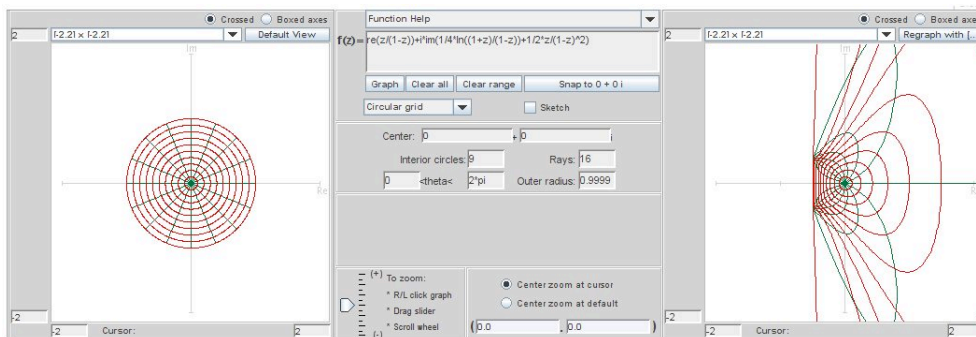 Crossed Boxed axes
2 [-2,2] x [-2,2] Default View
Im
Re
-2
-2 Cursor: 2
Function Help
f(z)= re(z/(1-z))+i*im(1/4*ln((1+z)/(1-z))+1/2*z/(1-z)^2)
Graph Clear all Clear range Snap to 0 + 0 i
Circular grid Sketch
Center: 0 + 0 i
Interior circles: 9 Rays: 16
0 <theta< 2*pi Outer radius: 0.9999
(+) To zoom:
* R/L click graph
* Drag slider
* Scroll wheel
(-)
Center zoom at cursor
Center zoom at default
( 0.0 , 0.0 )
Crossed Boxed axes
2 [-2,2] x [-2,2] Regraph with [...
Im
Re
-2
-2 Cursor: 2